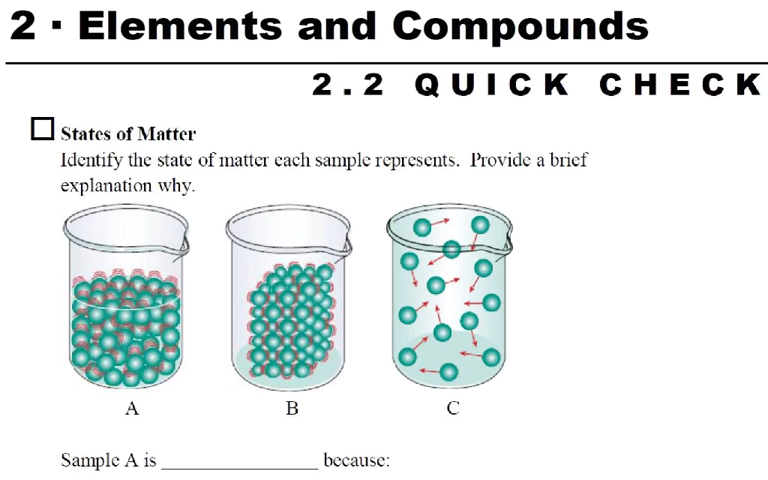 2 · Elements and Compounds
2.2 QUICK CHECK
States of Matter
Identify the state of matter each sample represents.  Provide a brief
explanation why.
A B C
Sample A is ________________ because: